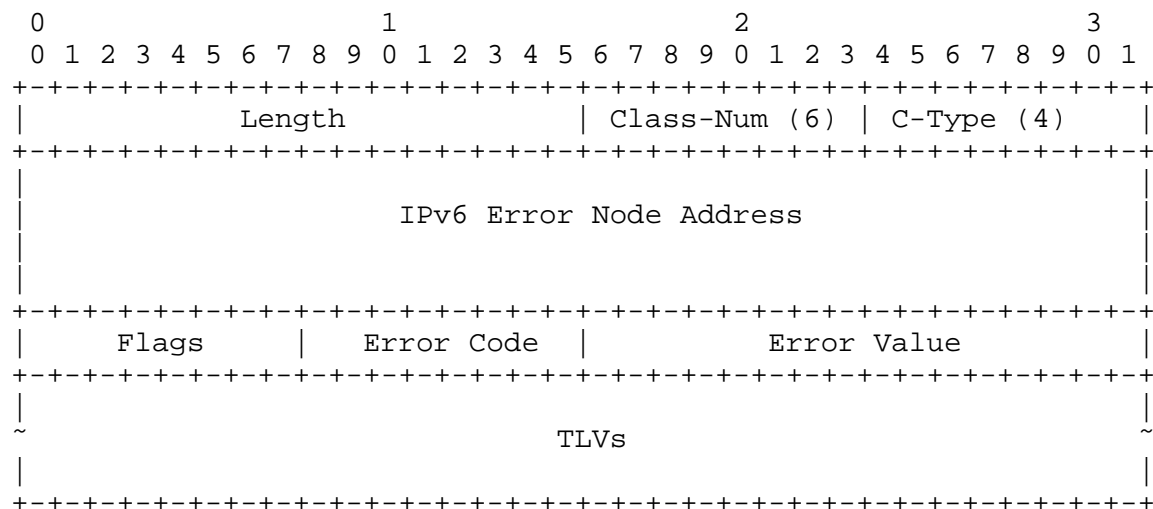 0                   1                   2                   3
 0 1 2 3 4 5 6 7 8 9 0 1 2 3 4 5 6 7 8 9 0 1 2 3 4 5 6 7 8 9 0 1
+-+-+-+-+-+-+-+-+-+-+-+-+-+-+-+-+-+-+-+-+-+-+-+-+-+-+-+-+-+-+-+-+
|            Length             | Class-Num (6) | C-Type (4)    |
+-+-+-+-+-+-+-+-+-+-+-+-+-+-+-+-+-+-+-+-+-+-+-+-+-+-+-+-+-+-+-+-+
|                                                               |
|                     IPv6 Error Node Address                   |
|                                                               |
|                                                               |
+-+-+-+-+-+-+-+-+-+-+-+-+-+-+-+-+-+-+-+-+-+-+-+-+-+-+-+-+-+-+-+-+
|     Flags     |   Error Code  |          Error Value          |
+-+-+-+-+-+-+-+-+-+-+-+-+-+-+-+-+-+-+-+-+-+-+-+-+-+-+-+-+-+-+-+-+
|                                                               |
~                              TLVs                             ~
|                                                               |
+-+-+-+-+-+-+-+-+-+-+-+-+-+-+-+-+-+-+-+-+-+-+-+-+-+-+-+-+-+-+-+-+